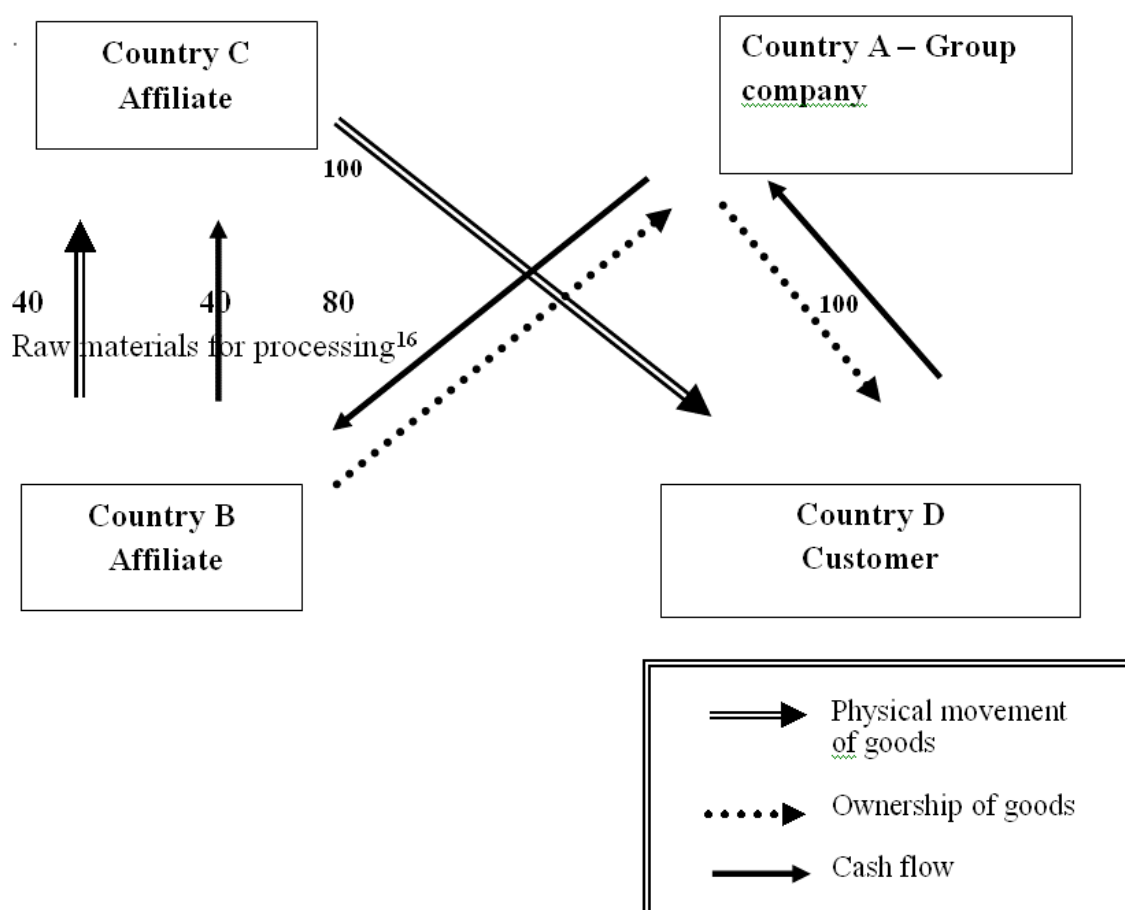 Country C
Affiliate
Country A – Group
company
100
40
40
80
100
Raw materials for processing16
Country B
Affiliate
Country D
Customer
Physical movement
of goods
Ownership of goods
Cash flow